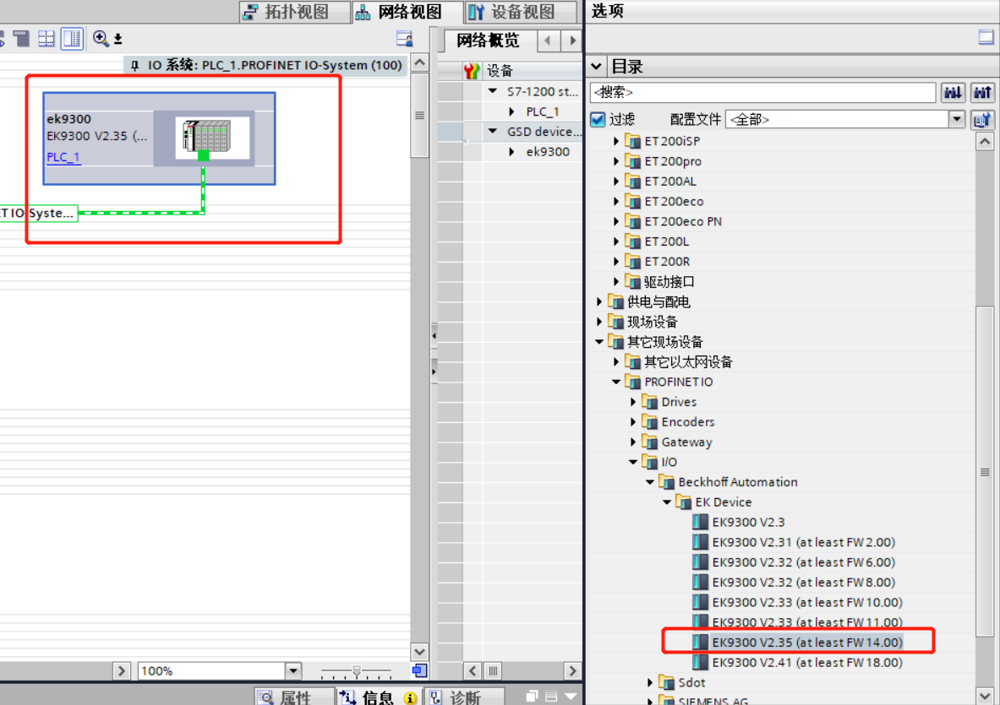 拓扑视图
网络视图
设备视图
IO 系统: PLC_1.PROFINET IO-System (100)
ek9300
EK9300 V2.35 (...
PLC_1
T IO-Syste...
100%
属性
信息
诊断
网络概览
设备
S7-1200 st...
PLC_1
GSD device...
ek9300
选项
目录
<搜索>
过滤
配置文件
<全部>
ET 200iSP
ET 200pro
ET 200AL
ET 200eco
ET 200eco PN
ET 200L
ET 200R
驱动接口
供电与配电
现场设备
其它现场设备
其它以太网设备
PROFINET IO
Drives
Encoders
Gateway
I/O
Beckhoff Automation
EK Device
EK9300 V2.3
EK9300 V2.31 (at least FW 2.00)
EK9300 V2.32 (at least FW 6.00)
EK9300 V2.32 (at least FW 8.00)
EK9300 V2.33 (at least FW 10.00)
EK9300 V2.33 (at least FW 11.00)
EK9300 V2.35 (at least FW 14.00)
EK9300 V2.41 (at least FW 18.00)
Sdot
SIEMENS AG